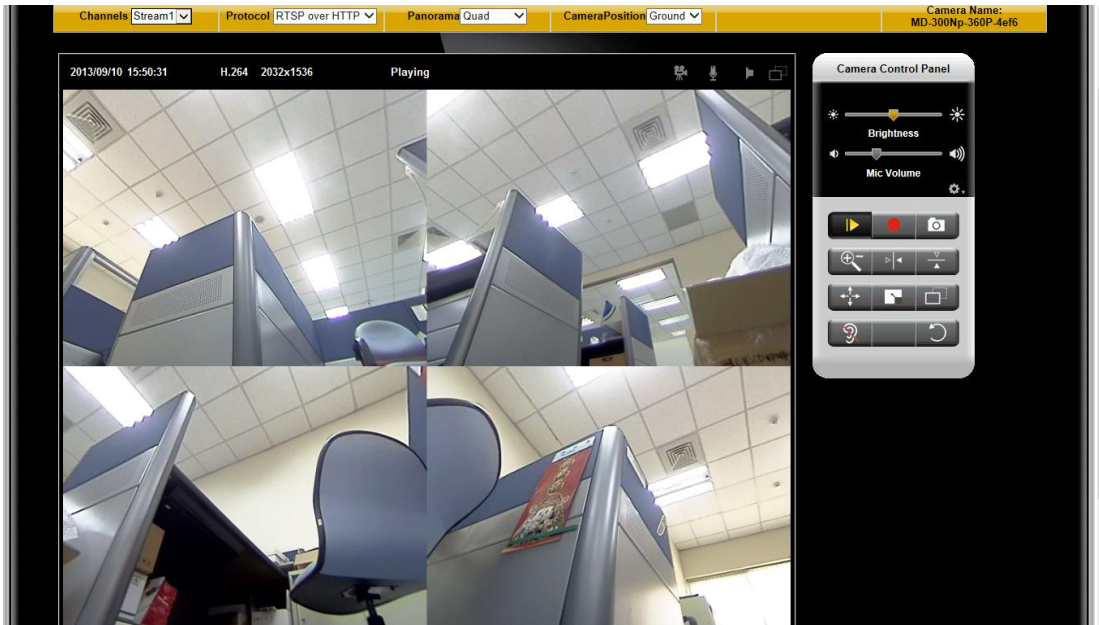 Channels Stream1 Protocol RTSP over HTTP Panorama Quad CameraPosition Ground Camera Name:
MD-300Np-360P-4ef6
2013/09/10 15:50:31 H.264 2032x1536 Playing
Camera Control Panel
Brightness
Mic Volume